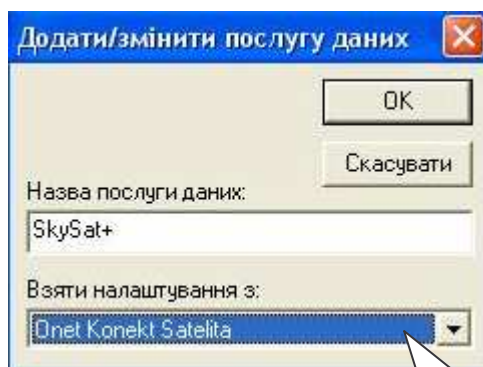 Додати/змінити послугу даних
OK
Скасувати
Назва послуги даних:
SkySat+
Взяти налаштування з:
Onet Konekt Satelita